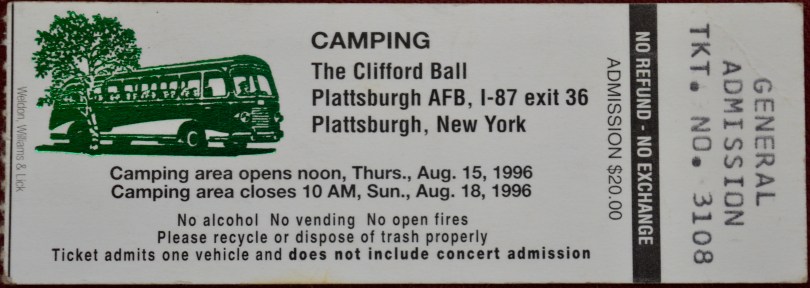 CAMPING
The Clifford Ball
Plattsburgh AFB, I-87 exit 36
Plattsburgh, New York
Camping area opens noon, Thurs., Aug. 15, 1996
Camping area closes 10 AM, Sun., Aug. 18, 1996
No alcohol No vending No open fires
Please recycle or dispose of trash properly
Ticket admits one vehicle and does not include concert admission
Weldon, Williams & Lick
ADMISSION $20.00
NO REFUND - NO EXCHANGE
GENERAL
ADMISSION
TKT. NO. 3108